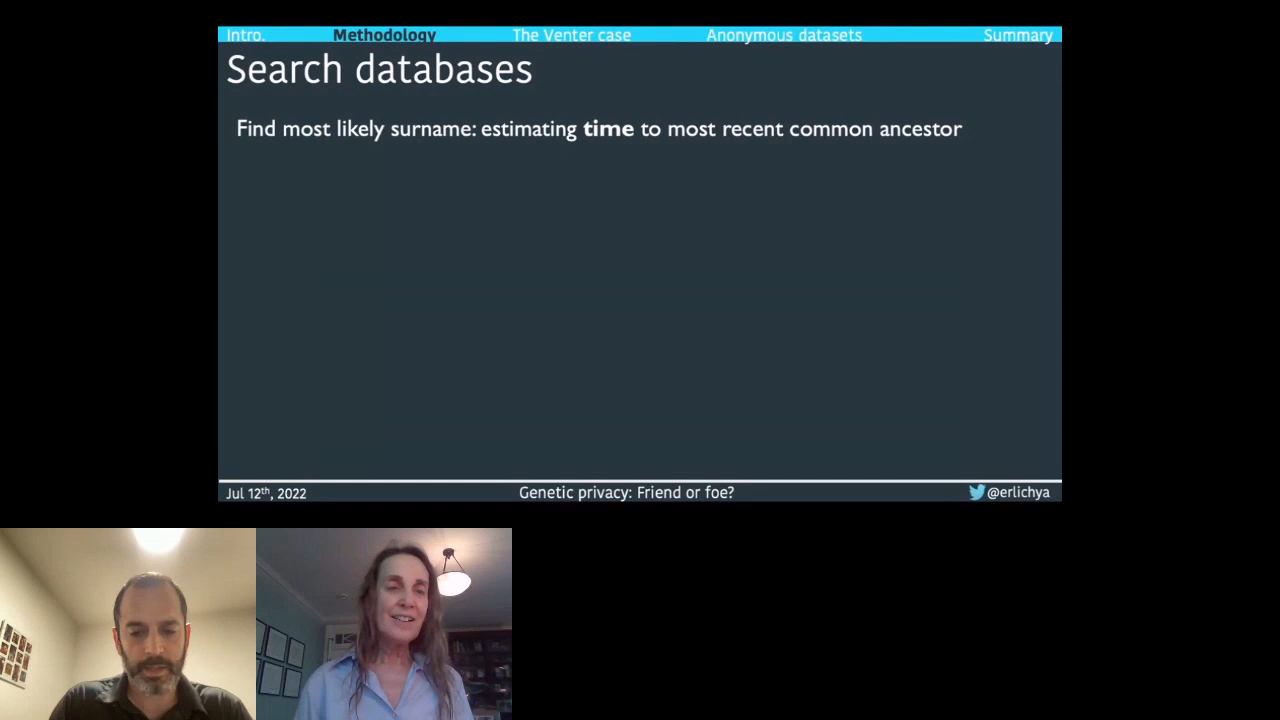 Intro. Methodology The Venter case Anonymous datasets Summary
Search databases
Find most likely surname: estimating time to most recent common ancestor
Jul 12th, 2022 Genetic privacy: Friend or foe? @erlichya